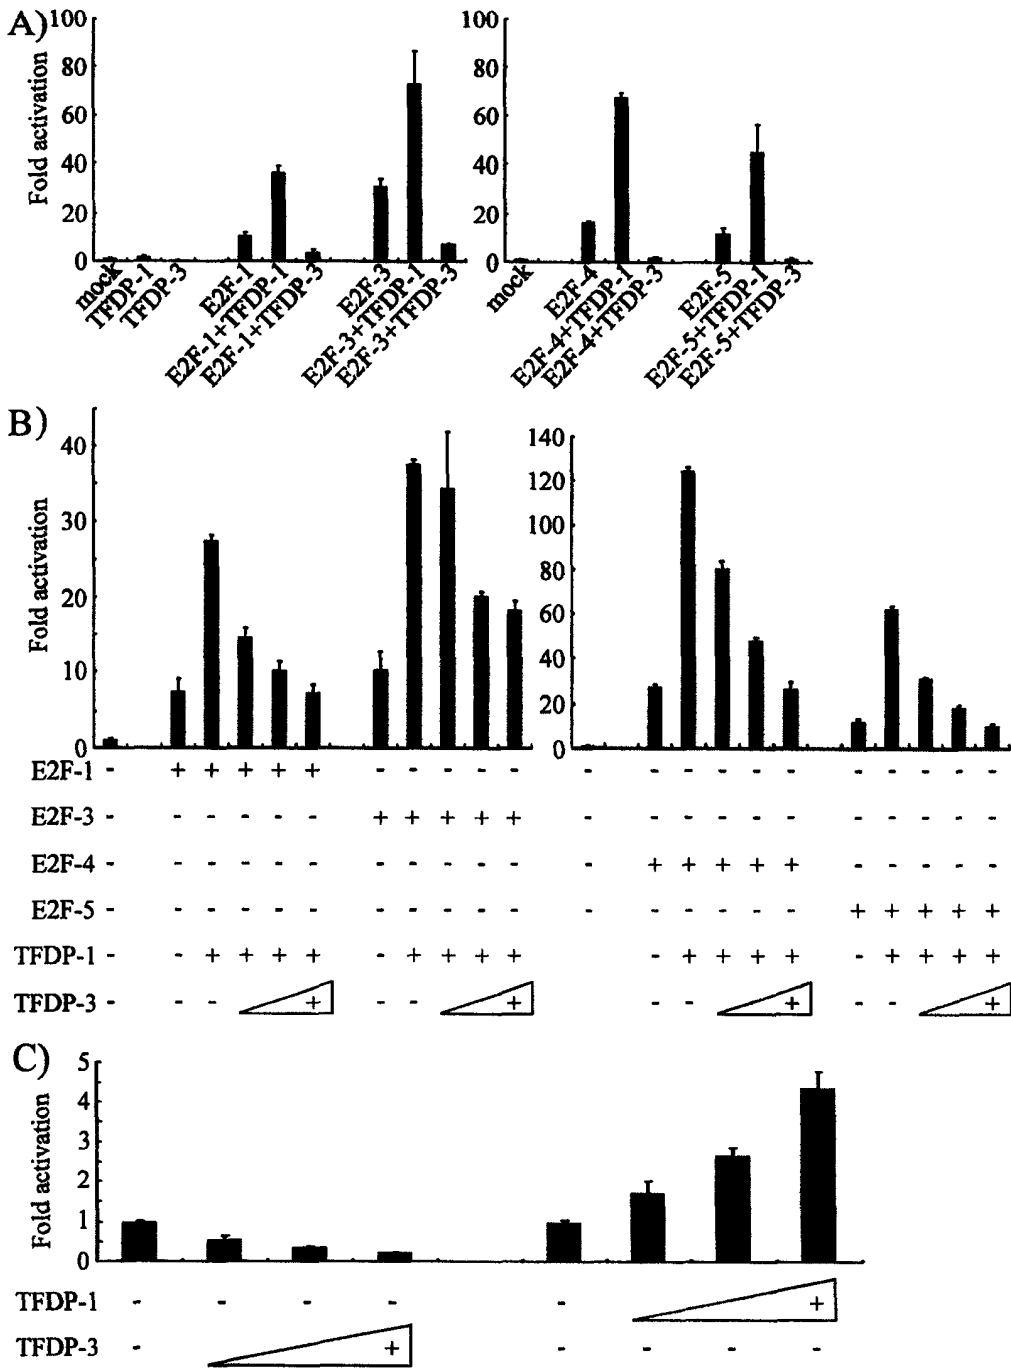 A)
Fold activation
100
80
60
40
20
0
mock
TFDP-1
TFDP-3
E2F-1
E2F-1+TFDP-1
E2F-1+TFDP-3
E2F-3
E2F-3+TFDP-1
E2F-3+TFDP-3
100
80
60
40
20
0
mock
E2F-4
E2F-4+TFDP-1
E2F-4+TFDP-3
E2F-5
E2F-5+TFDP-1
E2F-5+TFDP-3
B)
Fold activation
40
30
20
10
0
140
120
100
80
60
40
20
0
E2F-1 - + + + + + - - - - - - - - - - - - - - - -
E2F-3 - - - - - - + + + + + - - - - - - - - - - -
E2F-4 - - - - - - - - - - - - + + + + + - - - - -
E2F-5 - - - - - - - - - - - - - - - - - + + + + +
TFDP-1 - - + + + + - + + + + - - + + + + - + + + +
TFDP-3 - - - + - - + - - - + - - +
C)
Fold activation
5
4
3
2
1
0
TFDP-1 - - - - - +
TFDP-3 - + - - - -